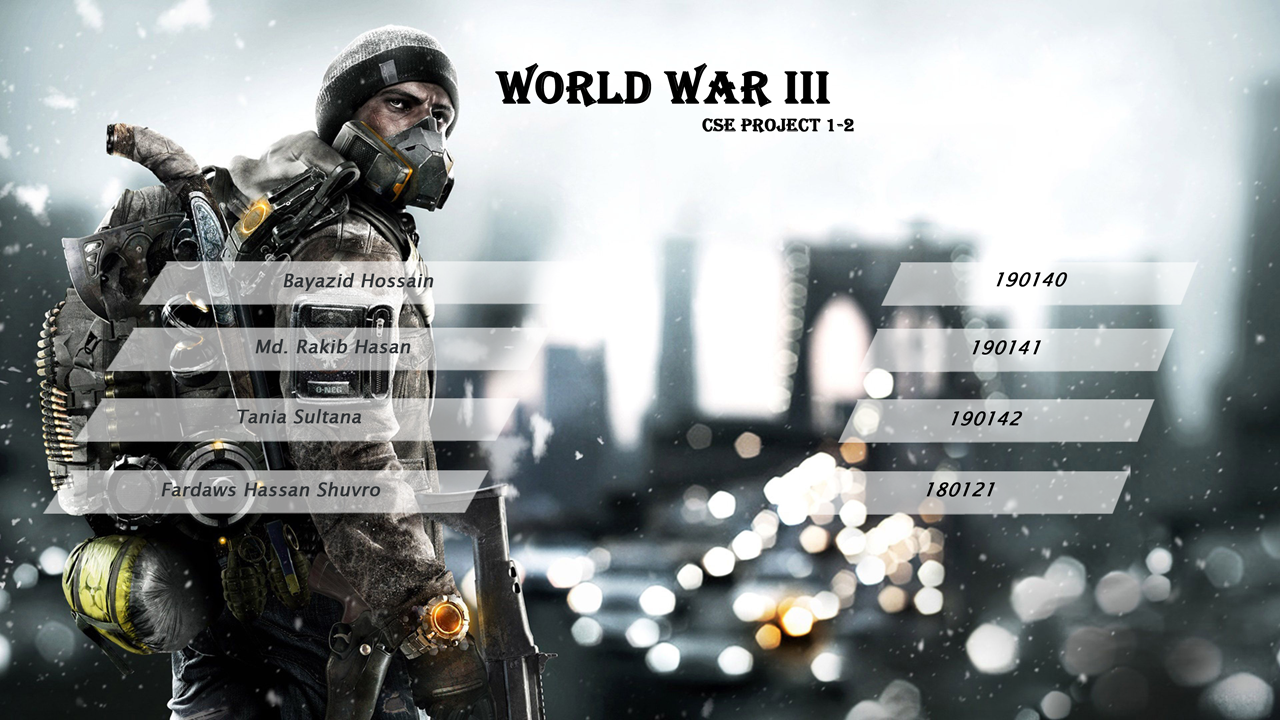 WORLD WAR III
CSE PROJECT 1-2
Bayazid Hossain 190140
Md. Rakib Hasan 190141
O-NEG
Tania Sultana 190142
Fardaws Hassan Shuvro 180121